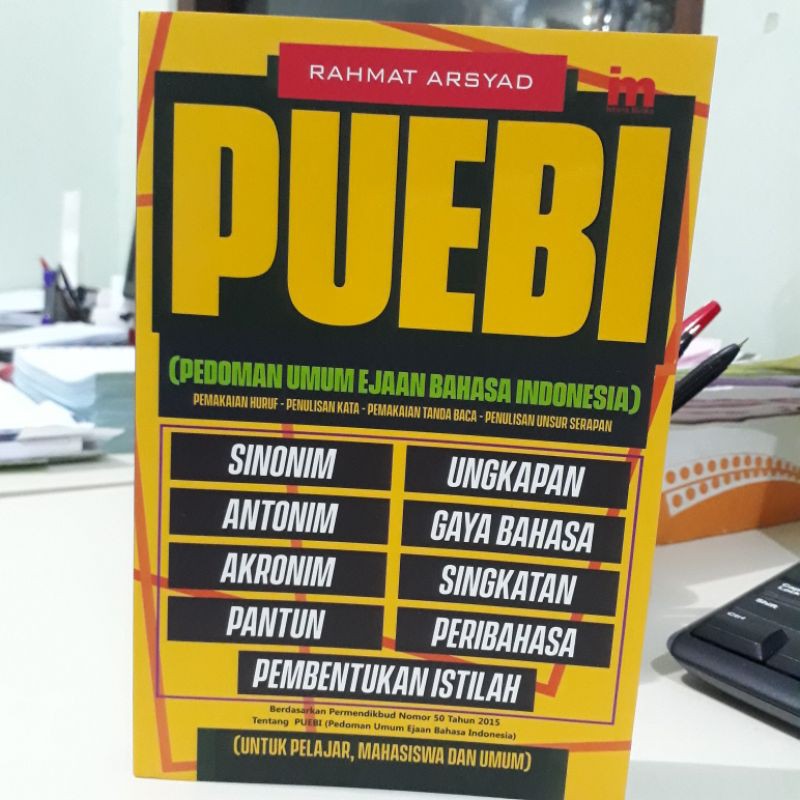 RAHMAT ARSYAD
im
PUEBI
(PEDOMAN UMUM EJAAN BAHASA INDONESIA)
PEMAKAIAN HURUF - PENULISAN KATA - PEMAKAIAN TANDA BACA - PENULISAN UNSUR SERAPAN
SINONIM
UNGKAPAN
ANTONIM
GAYA BAHASA
AKRONIM
SINGKATAN
PANTUN
PERIBAHASA
PEMBENTUKAN ISTILAH
Berdasarkan Permendikbud Nomor 50 Tahun 2015
Tentang PUEBI (Pedoman Umum Ejaan Bahasa Indonesia)
(UNTUK PELAJAR, MAHASISWA DAN UMUM)
Shift
Ctrl